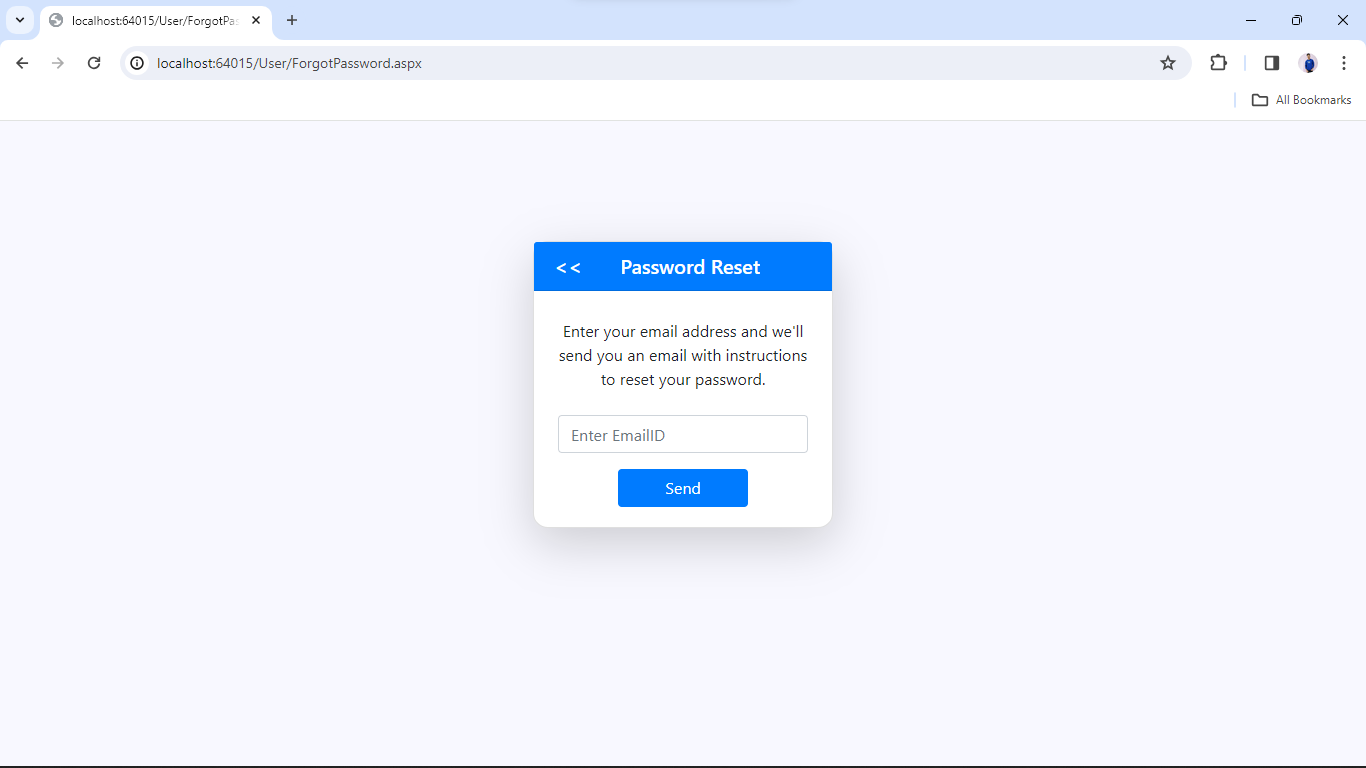 localhost:64015/User/ForgotPas
localhost:64015/User/ForgotPassword.aspx
All Bookmarks
<< Password Reset
Enter your email address and we'll
send you an email with instructions
to reset your password.
Enter EmailID
Send